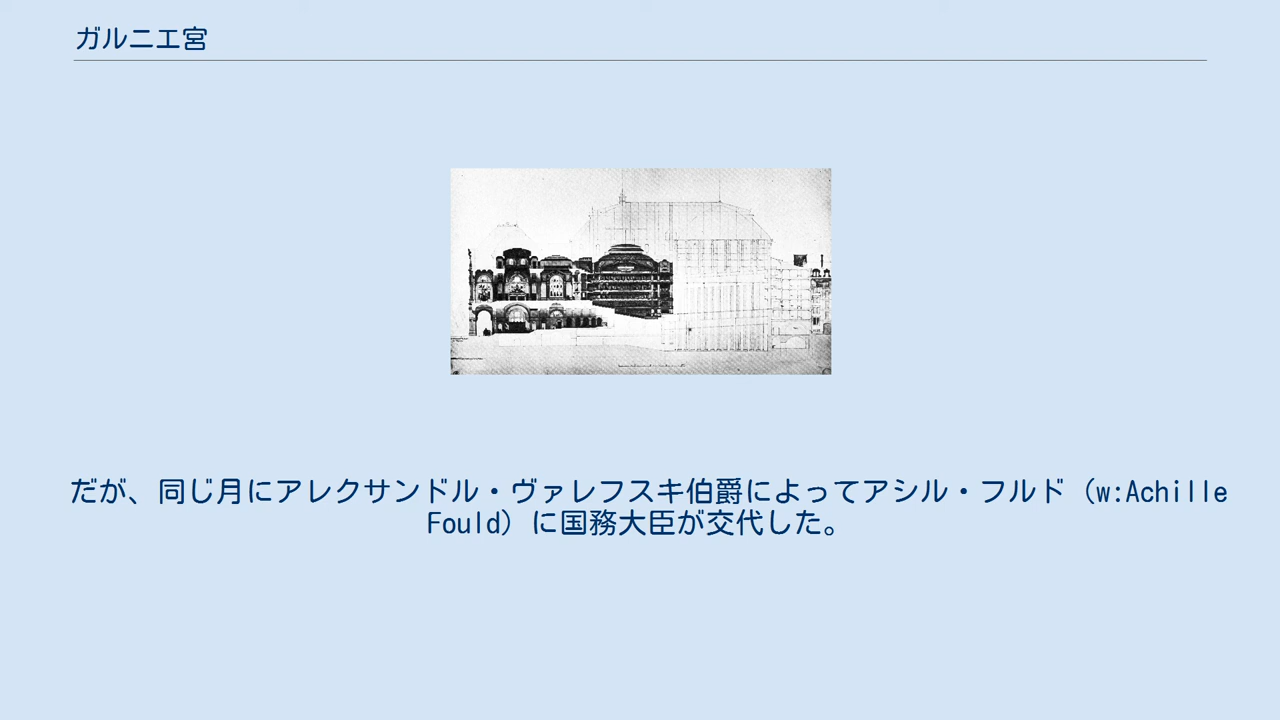 ガルニエ宮
だが、同じ月にアレクサンドル・ヴァレフスキ伯爵によってアシル・フルド（w:Achille
Fould）に国務大臣が交代した。